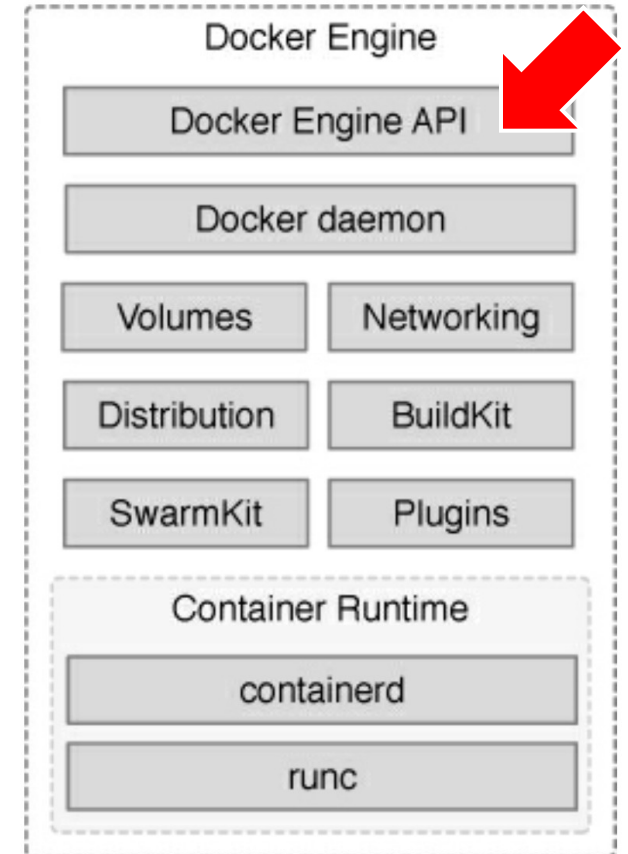 Docker Engine
Docker Engine API
Docker daemon
Volumes Networking
Distribution BuildKit
SwarmKit Plugins
Container Runtime
containerd
runc